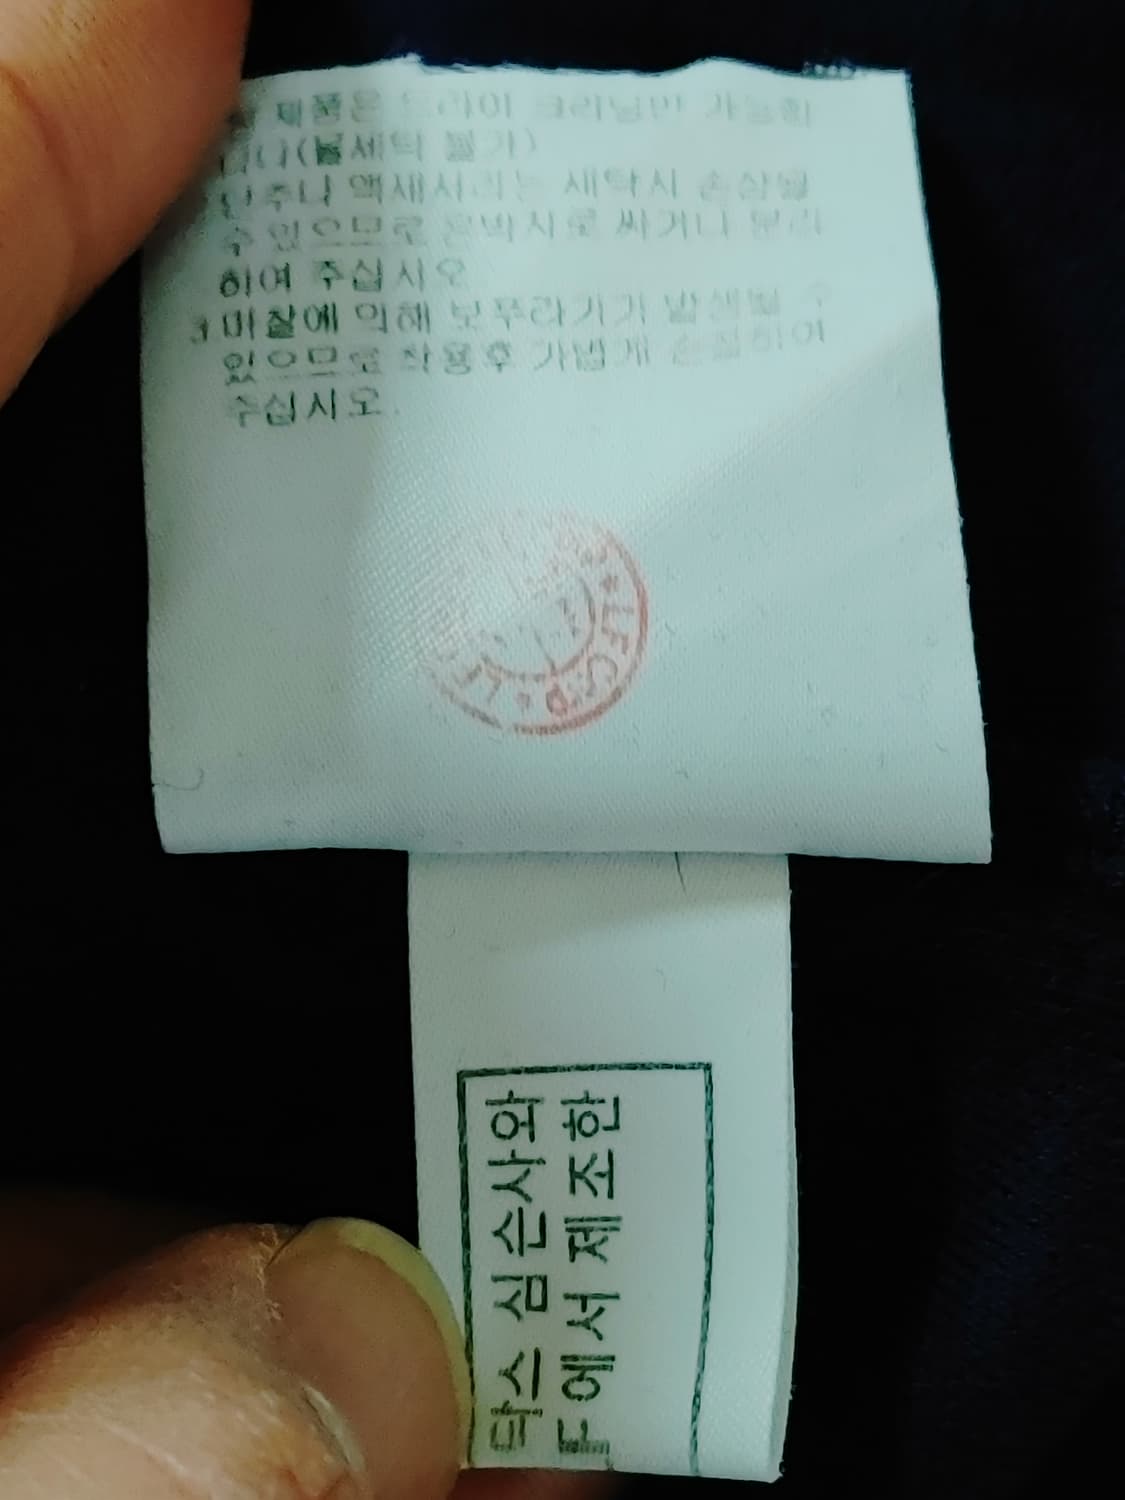 제품은 드라이 크리닝만 가능합
니다(물세탁 불가)
단추나 액세서리는 세탁시 손상될
수 있으므로 은박지로 싸거나 분리
하여 주십시오
3 마찰에 의해 보푸라기가 발생될 수
있으므로 착용후 가볍게 손질하여
주십시오.
LFCorp
닥스 심슨사와
LF에서 제조한